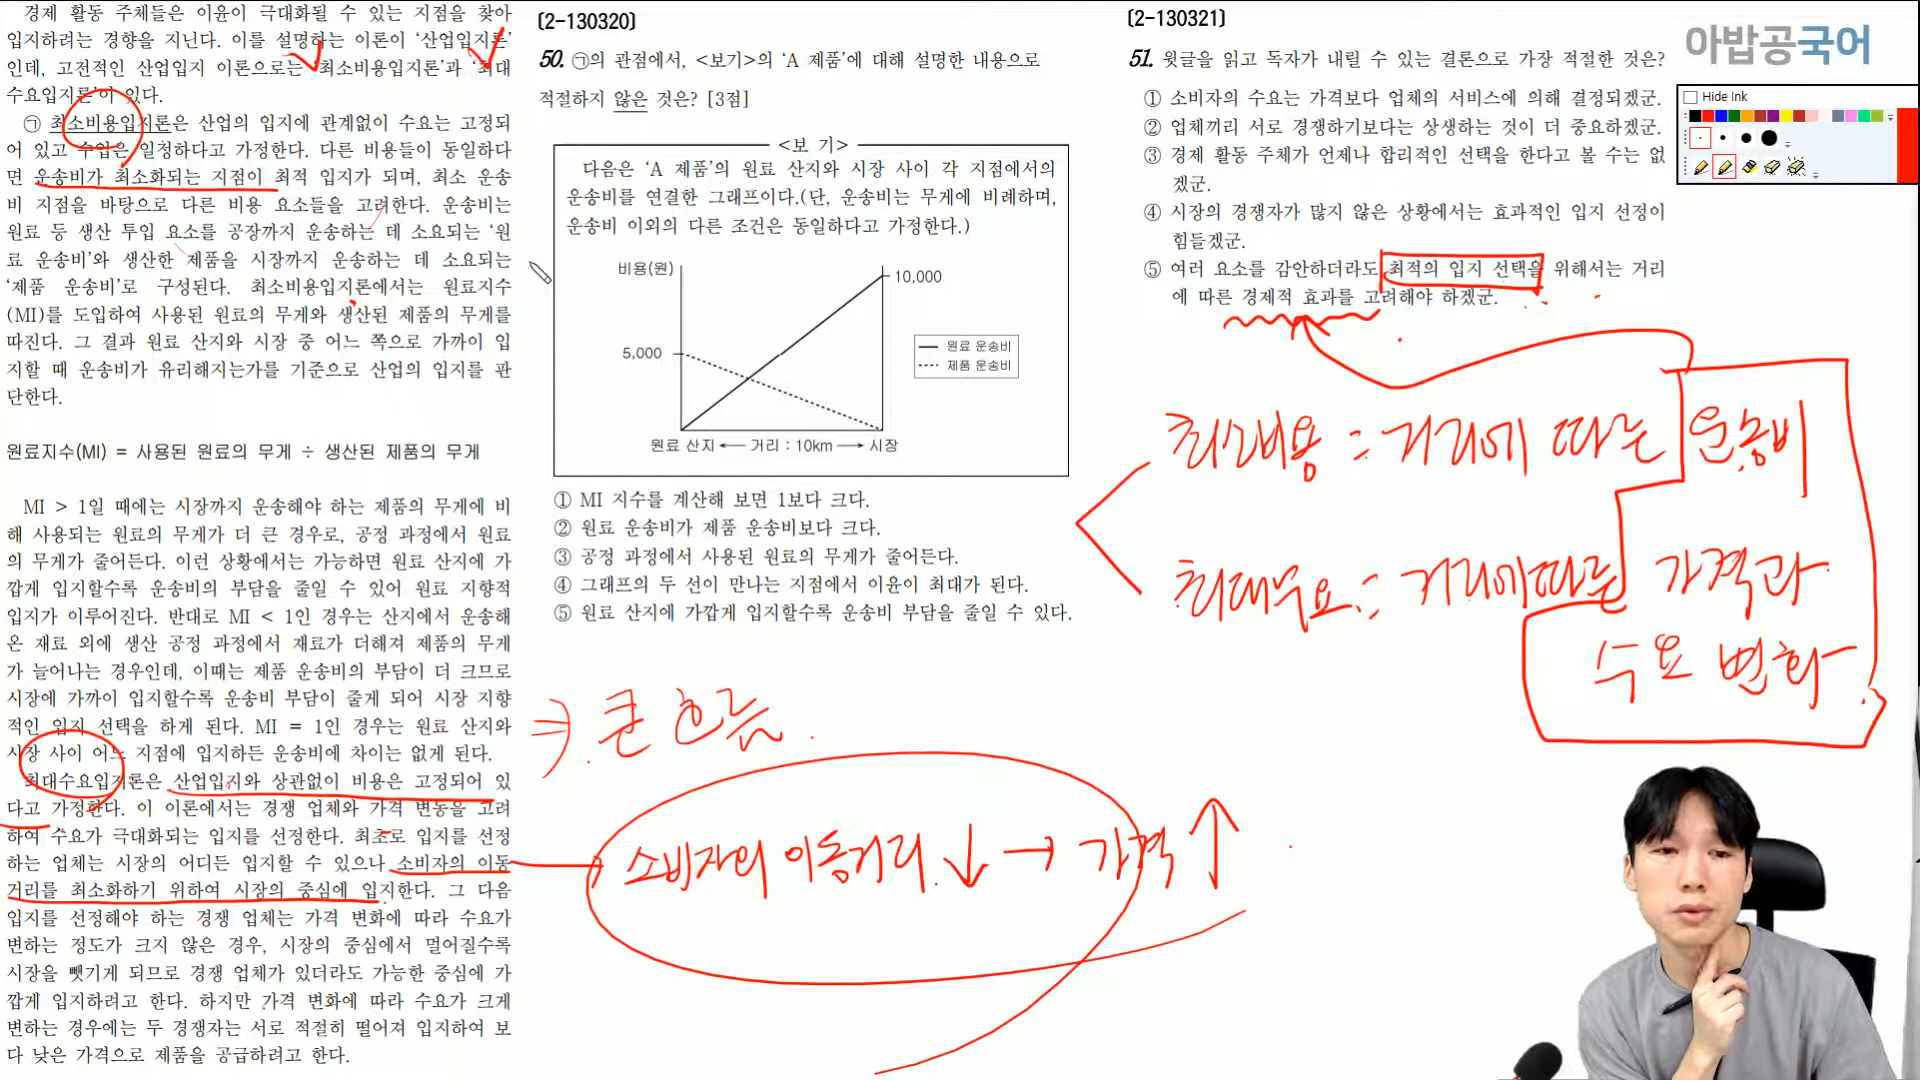 경제 활동 주체들은 이윤이 극대화될 수 있는 지점을 찾아
입지하려는 경향을 지닌다. 이를 설명하는 이론이 ‘산업입지론’
인데, 고전적인 산업입지 이론으로는 ‘최소비용입지론’과 ‘최대
수요입지론’이 있다.
㉠ 최소비용입지론은 산업의 입지에 관계없이 수요는 고정되
어 있고 수입은 일정하다고 가정한다. 다른 비용들이 동일하다
면 운송비가 최소화되는 지점이 최적 입지가 되며, 최소 운송
비 지점을 바탕으로 다른 비용 요소들을 고려한다. 운송비는
원료 등 생산 투입 요소를 공장까지 운송하는 데 소요되는 ‘원
료 운송비’와 생산한 제품을 시장까지 운송하는 데 소요되는
‘제품 운송비’로 구성된다. 최소비용입지론에서는 원료지수
(MI)를 도입하여 사용된 원료의 무게와 생산된 제품의 무게를
따진다. 그 결과 원료 산지와 시장 중 어느 쪽으로 가까이 입
지할 때 운송비가 유리해지는가를 기준으로 산업의 입지를 판
단한다.
원료지수(MI) = 사용된 원료의 무게 ÷ 생산된 제품의 무게
MI > 1일 때에는 시장까지 운송해야 하는 제품의 무게에 비
해 사용되는 원료의 무게가 더 큰 경우로, 공정 과정에서 원료
의 무게가 줄어든다. 이런 상황에서는 가능하면 원료 산지에 가
깝게 입지할수록 운송비의 부담을 줄일 수 있어 원료 지향적
입지가 이루어진다. 반대로 MI < 1인 경우는 산지에서 운송해
온 재료 외에 생산 공정 과정에서 재료가 더해져 제품의 무게
가 늘어나는 경우인데, 이때는 제품 운송비의 부담이 더 크므로
시장에 가까이 입지할수록 운송비 부담이 줄게 되어 시장 지향
적인 입지 선택을 하게 된다. MI = 1인 경우는 원료 산지와
시장 사이 어느 지점에 입지하든 운송비에 차이는 없게 된다.
최대수요입지론은 산업입지와 상관없이 비용은 고정되어 있
다고 가정한다. 이 이론에서는 경쟁 업체와 가격 변동을 고려
하여 수요가 극대화되는 입지를 선정한다. 최초로 입지를 선정
하는 업체는 시장의 어디든 입지할 수 있으나 소비자의 이동
거리를 최소화하기 위하여 시장의 중심에 입지한다. 그 다음
입지를 선정해야 하는 경쟁 업체는 가격 변화에 따라 수요가
변하는 정도가 크지 않은 경우, 시장의 중심에서 멀어질수록
시장을 뺏기게 되므로 경쟁 업체가 있더라도 가능한 중심에 가
깝게 입지하려고 한다. 하지만 가격 변화에 따라 수요가 크게
변하는 경우에는 두 경쟁자는 서로 적절히 떨어져 입지하여 보
다 낮은 가격으로 제품을 공급하려고 한다.
[2-130320]
50. ㉠의 관점에서, <보기>의 ‘A 제품’에 대해 설명한 내용으로
적절하지 않은 것은? [3점]
<보 기>
다음은 ‘A 제품’의 원료 산지와 시장 사이 각 지점에서의
운송비를 연결한 그래프이다.(단, 운송비는 무게에 비례하며,
운송비 이외의 다른 조건은 동일하다고 가정한다.)
비용(원)
10,000
5,000
원료 운송비
제품 운송비
원료 산지 ← 거리 : 10km → 시장
① MI 지수를 계산해 보면 1보다 크다.
② 원료 운송비가 제품 운송비보다 크다.
③ 공정 과정에서 사용된 원료의 무게가 줄어든다.
④ 그래프의 두 선이 만나는 지점에서 이윤이 최대가 된다.
⑤ 원료 산지에 가깝게 입지할수록 운송비 부담을 줄일 수 있다.
⇒ 큰 흐름
소비자의 이동거리 ↓ → 가격 ↑
[2-130321]
51. 윗글을 읽고 독자가 내릴 수 있는 결론으로 가장 적절한 것은?
① 소비자의 수요는 가격보다 업체의 서비스에 의해 결정되겠군.
② 업체끼리 서로 경쟁하기보다는 상생하는 것이 더 중요하겠군.
③ 경제 활동 주체가 언제나 합리적인 선택을 한다고 볼 수는 없
겠군.
④ 시장의 경쟁자가 많지 않은 상황에서는 효과적인 입지 선정이
힘들겠군.
⑤ 여러 요소를 감안하더라도 최적의 입지 선택을 위해서는 거리
에 따른 경제적 효과를 고려해야 하겠군.
최소비용 = 거리에 따른 운송비
최대수요 = 거리에 따른 가격과
수요 변화
아밥공국어
Hide Ink